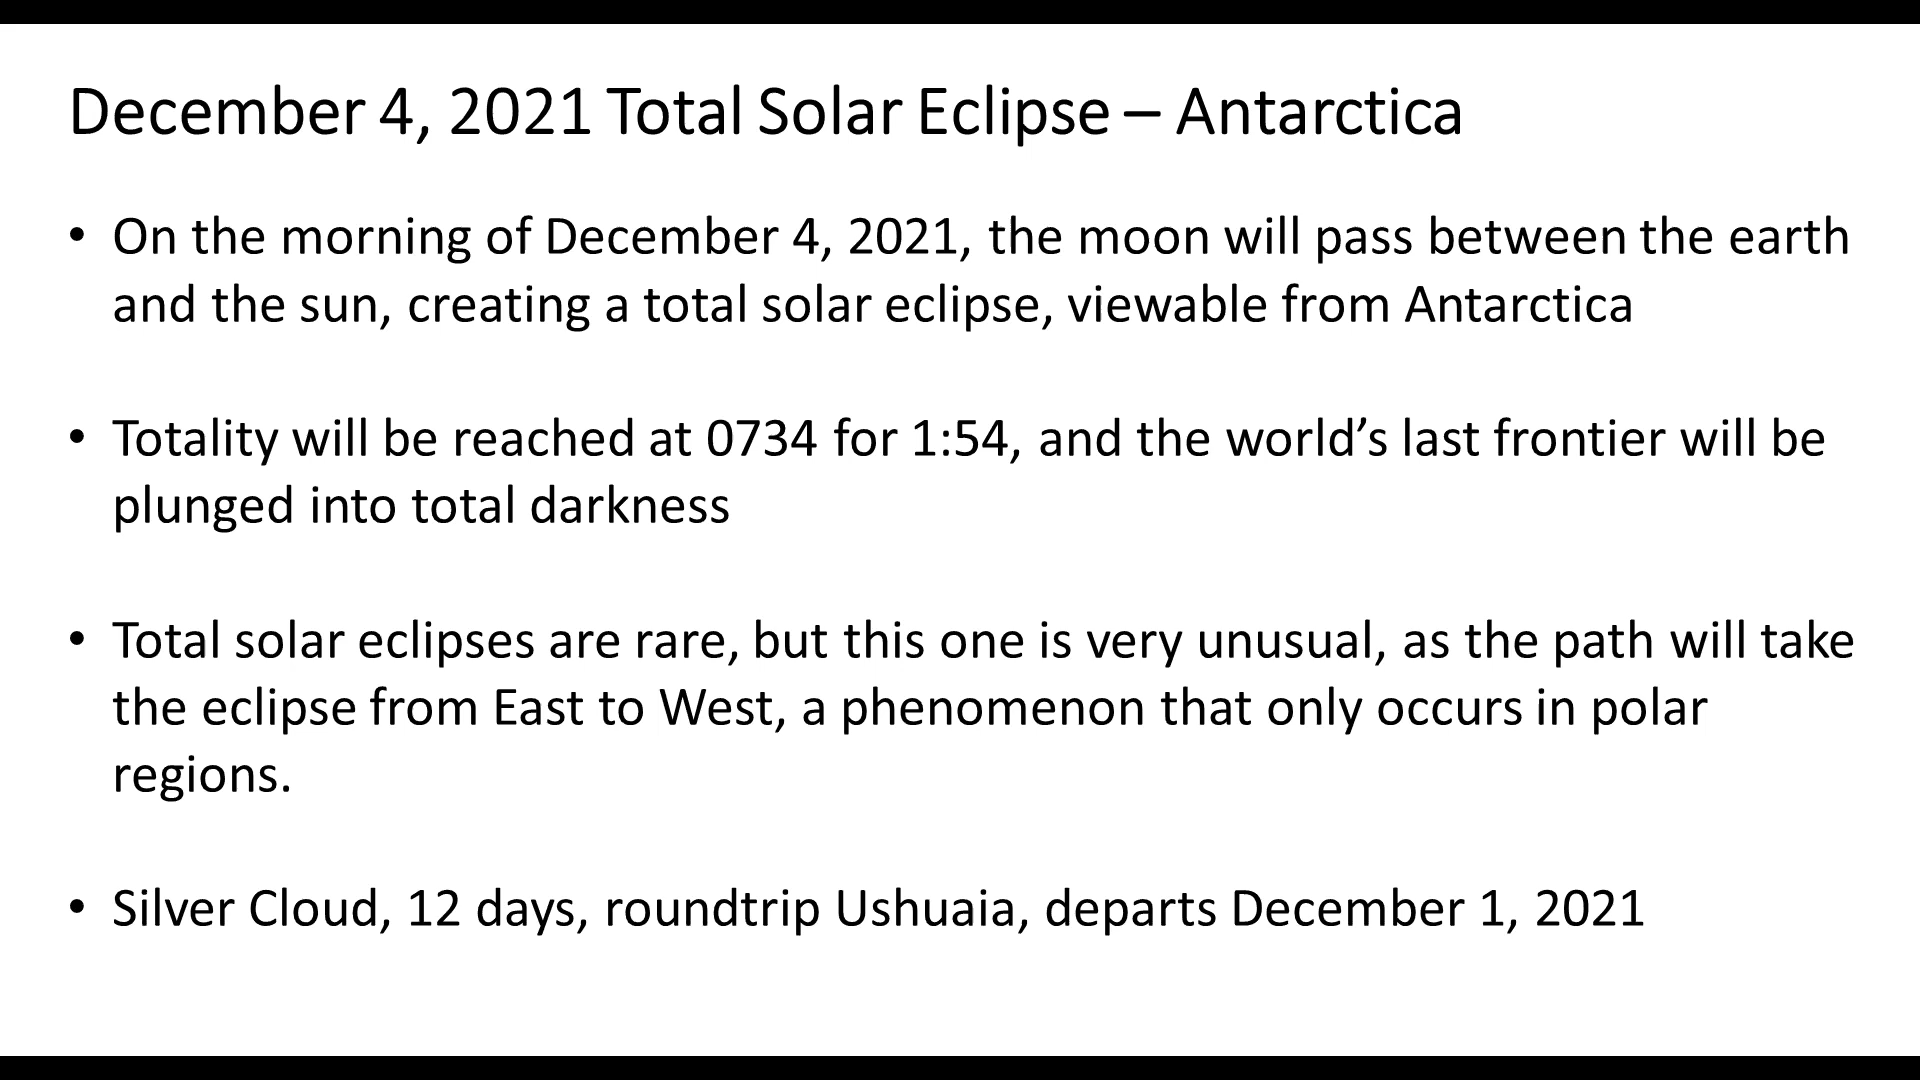 December 4, 2021 Total Solar Eclipse – Antarctica
• On the morning of December 4, 2021, the moon will pass between the earth
and the sun, creating a total solar eclipse, viewable from Antarctica
• Totality will be reached at 0734 for 1:54, and the world’s last frontier will be
plunged into total darkness
• Total solar eclipses are rare, but this one is very unusual, as the path will take
the eclipse from East to West, a phenomenon that only occurs in polar
regions.
• Silver Cloud, 12 days, roundtrip Ushuaia, departs December 1, 2021